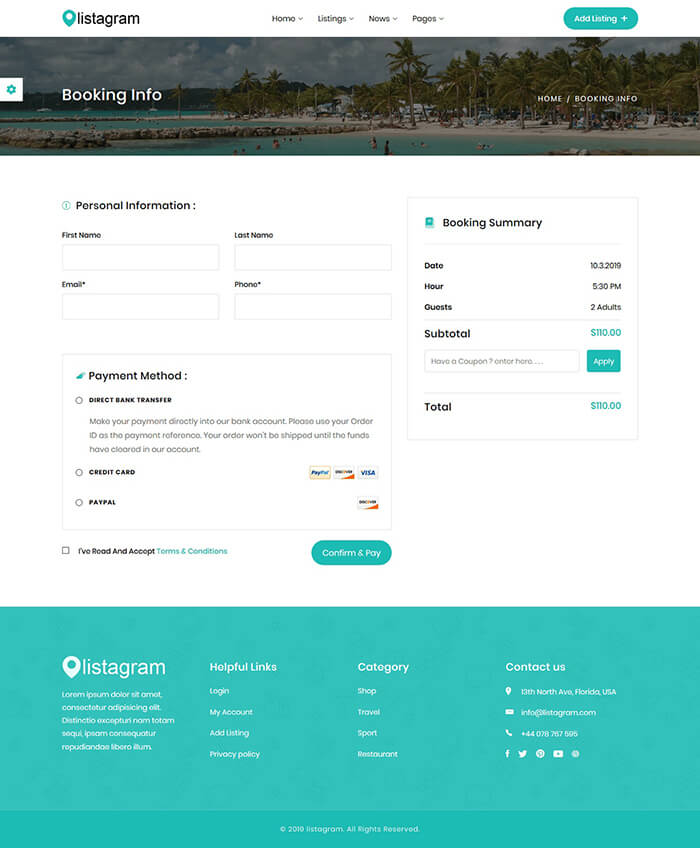 listagram
Home Listings News Pages
Add Listing +
Booking Info
HOME / BOOKING INFO
Personal Information :
First Name
Last Name
Email*
Phone*
Payment Method :
DIRECT BANK TRANSFER
Make your payment directly into our bank account. Please use your Order
ID as the payment reference. Your order won't be shipped until the funds
have cleared in our account.
CREDIT CARD
PayPal DISCOVER VISA
PAYPAL
DISCOVER
I've Read And Accept Terms & Conditions
Confirm & Pay
Booking Summary
Date 10.3.2019
Hour 5:30 PM
Guests 2 Adults
Subtotal $110.00
Have a Coupon ? enter here. . . .
Apply
Total $110.00
listagram
Lorem ipsum dolor sit amet,
consectetur adipisicing elit.
Distinctio excepturi nam totam
sequi, ipsam consequatur
repudiandae libero illum.
Helpful Links
Login
My Account
Add Listing
Privacy policy
Category
Shop
Travel
Sport
Restaurant
Contact us
13th North Ave, Florida, USA
info@listagram.com
+44 078 767 595
© 2019 listagram. All Rights Reserved.